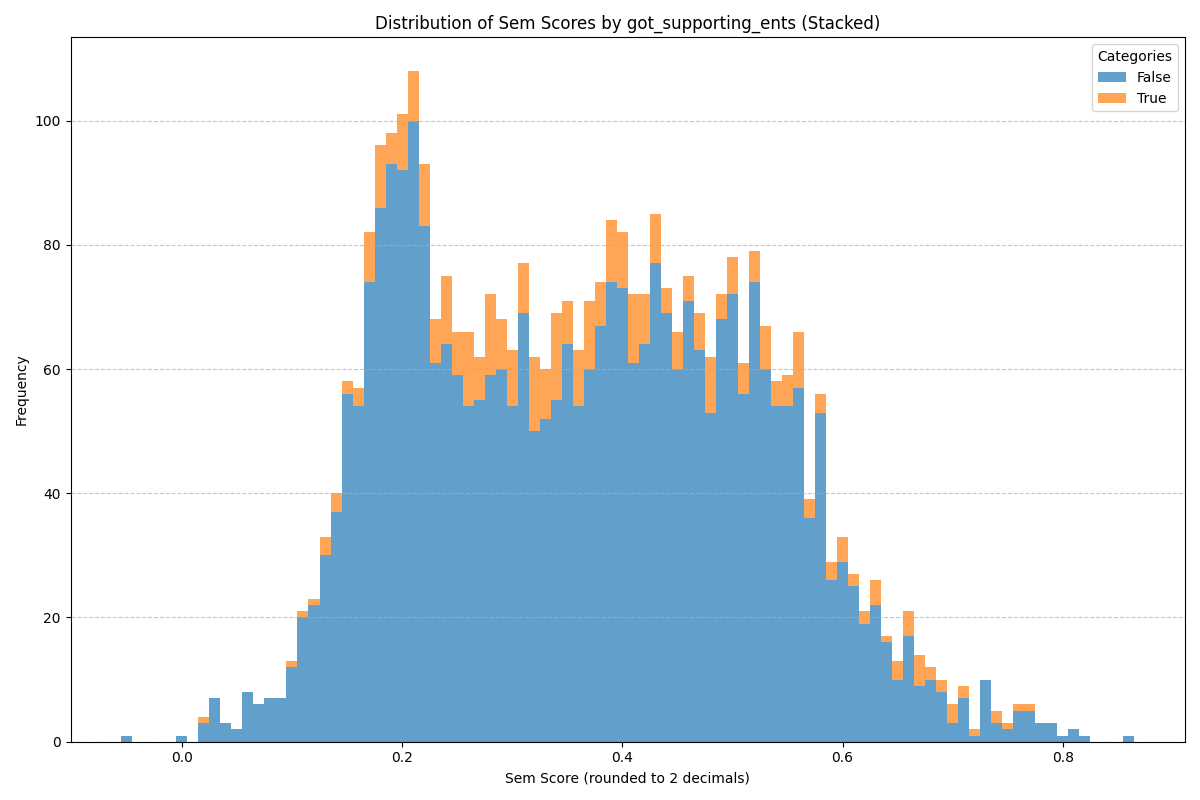 Distribution of Sem Scores by got_supporting_ents (Stacked)
Categories
False
True
Frequency
100
80
60
40
20
0
0.0 0.2 0.4 0.6 0.8
Sem Score (rounded to 2 decimals)